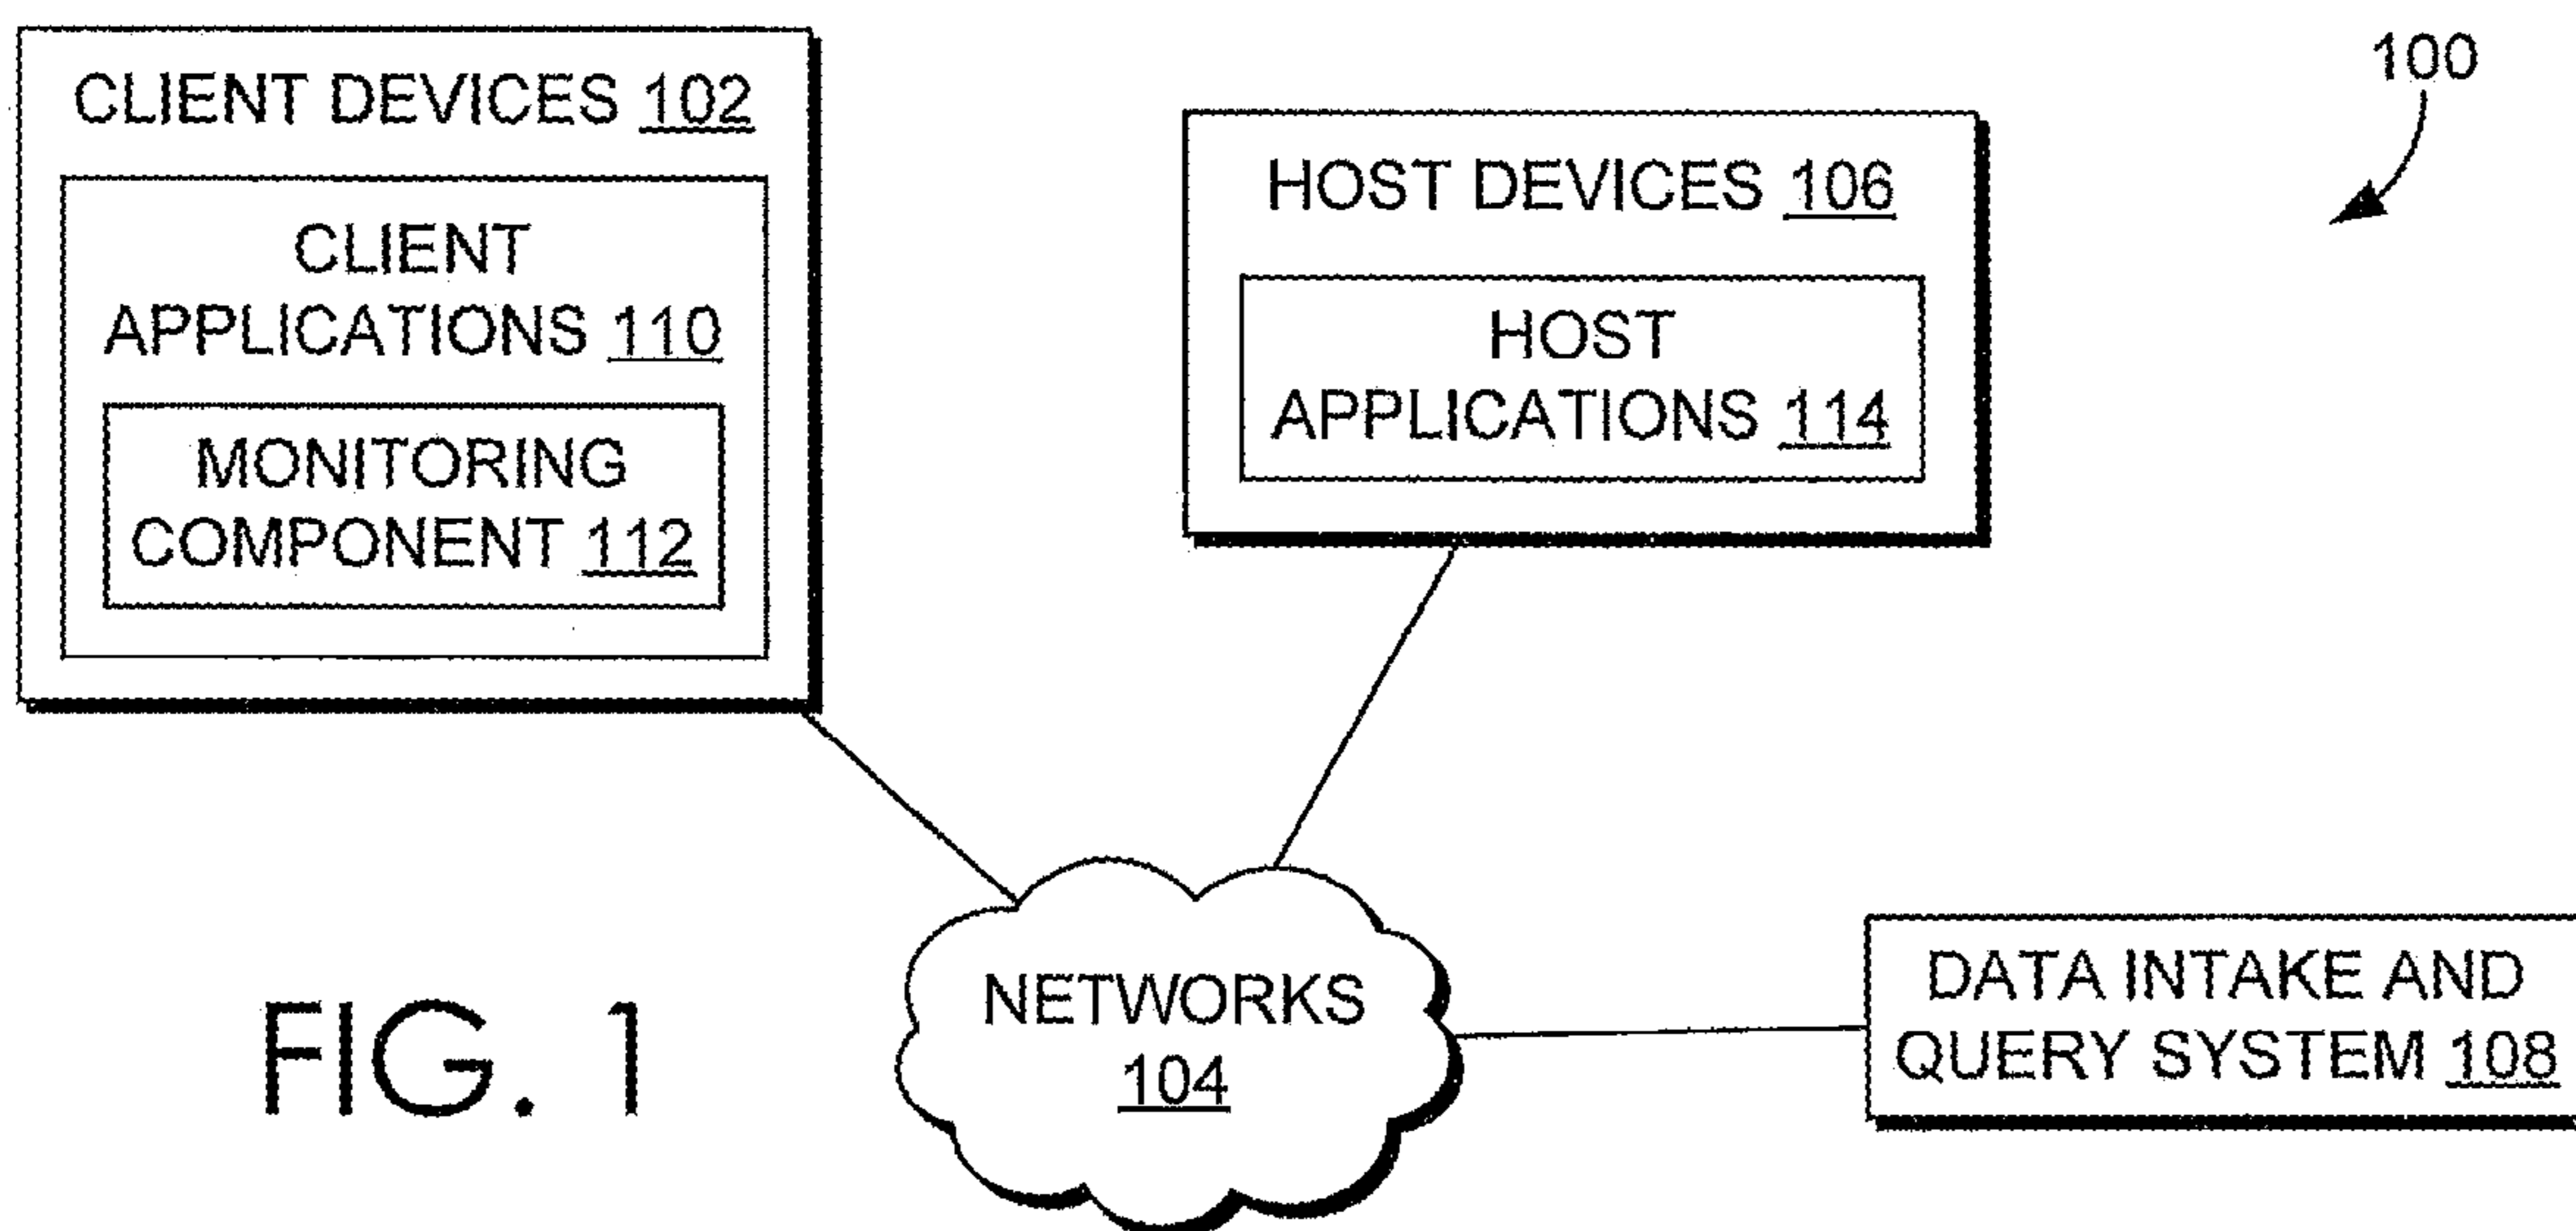 CLIENT DEVICES 102
CLIENT
APPLICATIONS 110
MONITORING
COMPONENT 112
HOST DEVICES 106
HOST
APPLICATIONS 114
100
NETWORKS
104
DATA INTAKE AND
QUERY SYSTEM 108
FIG. 1